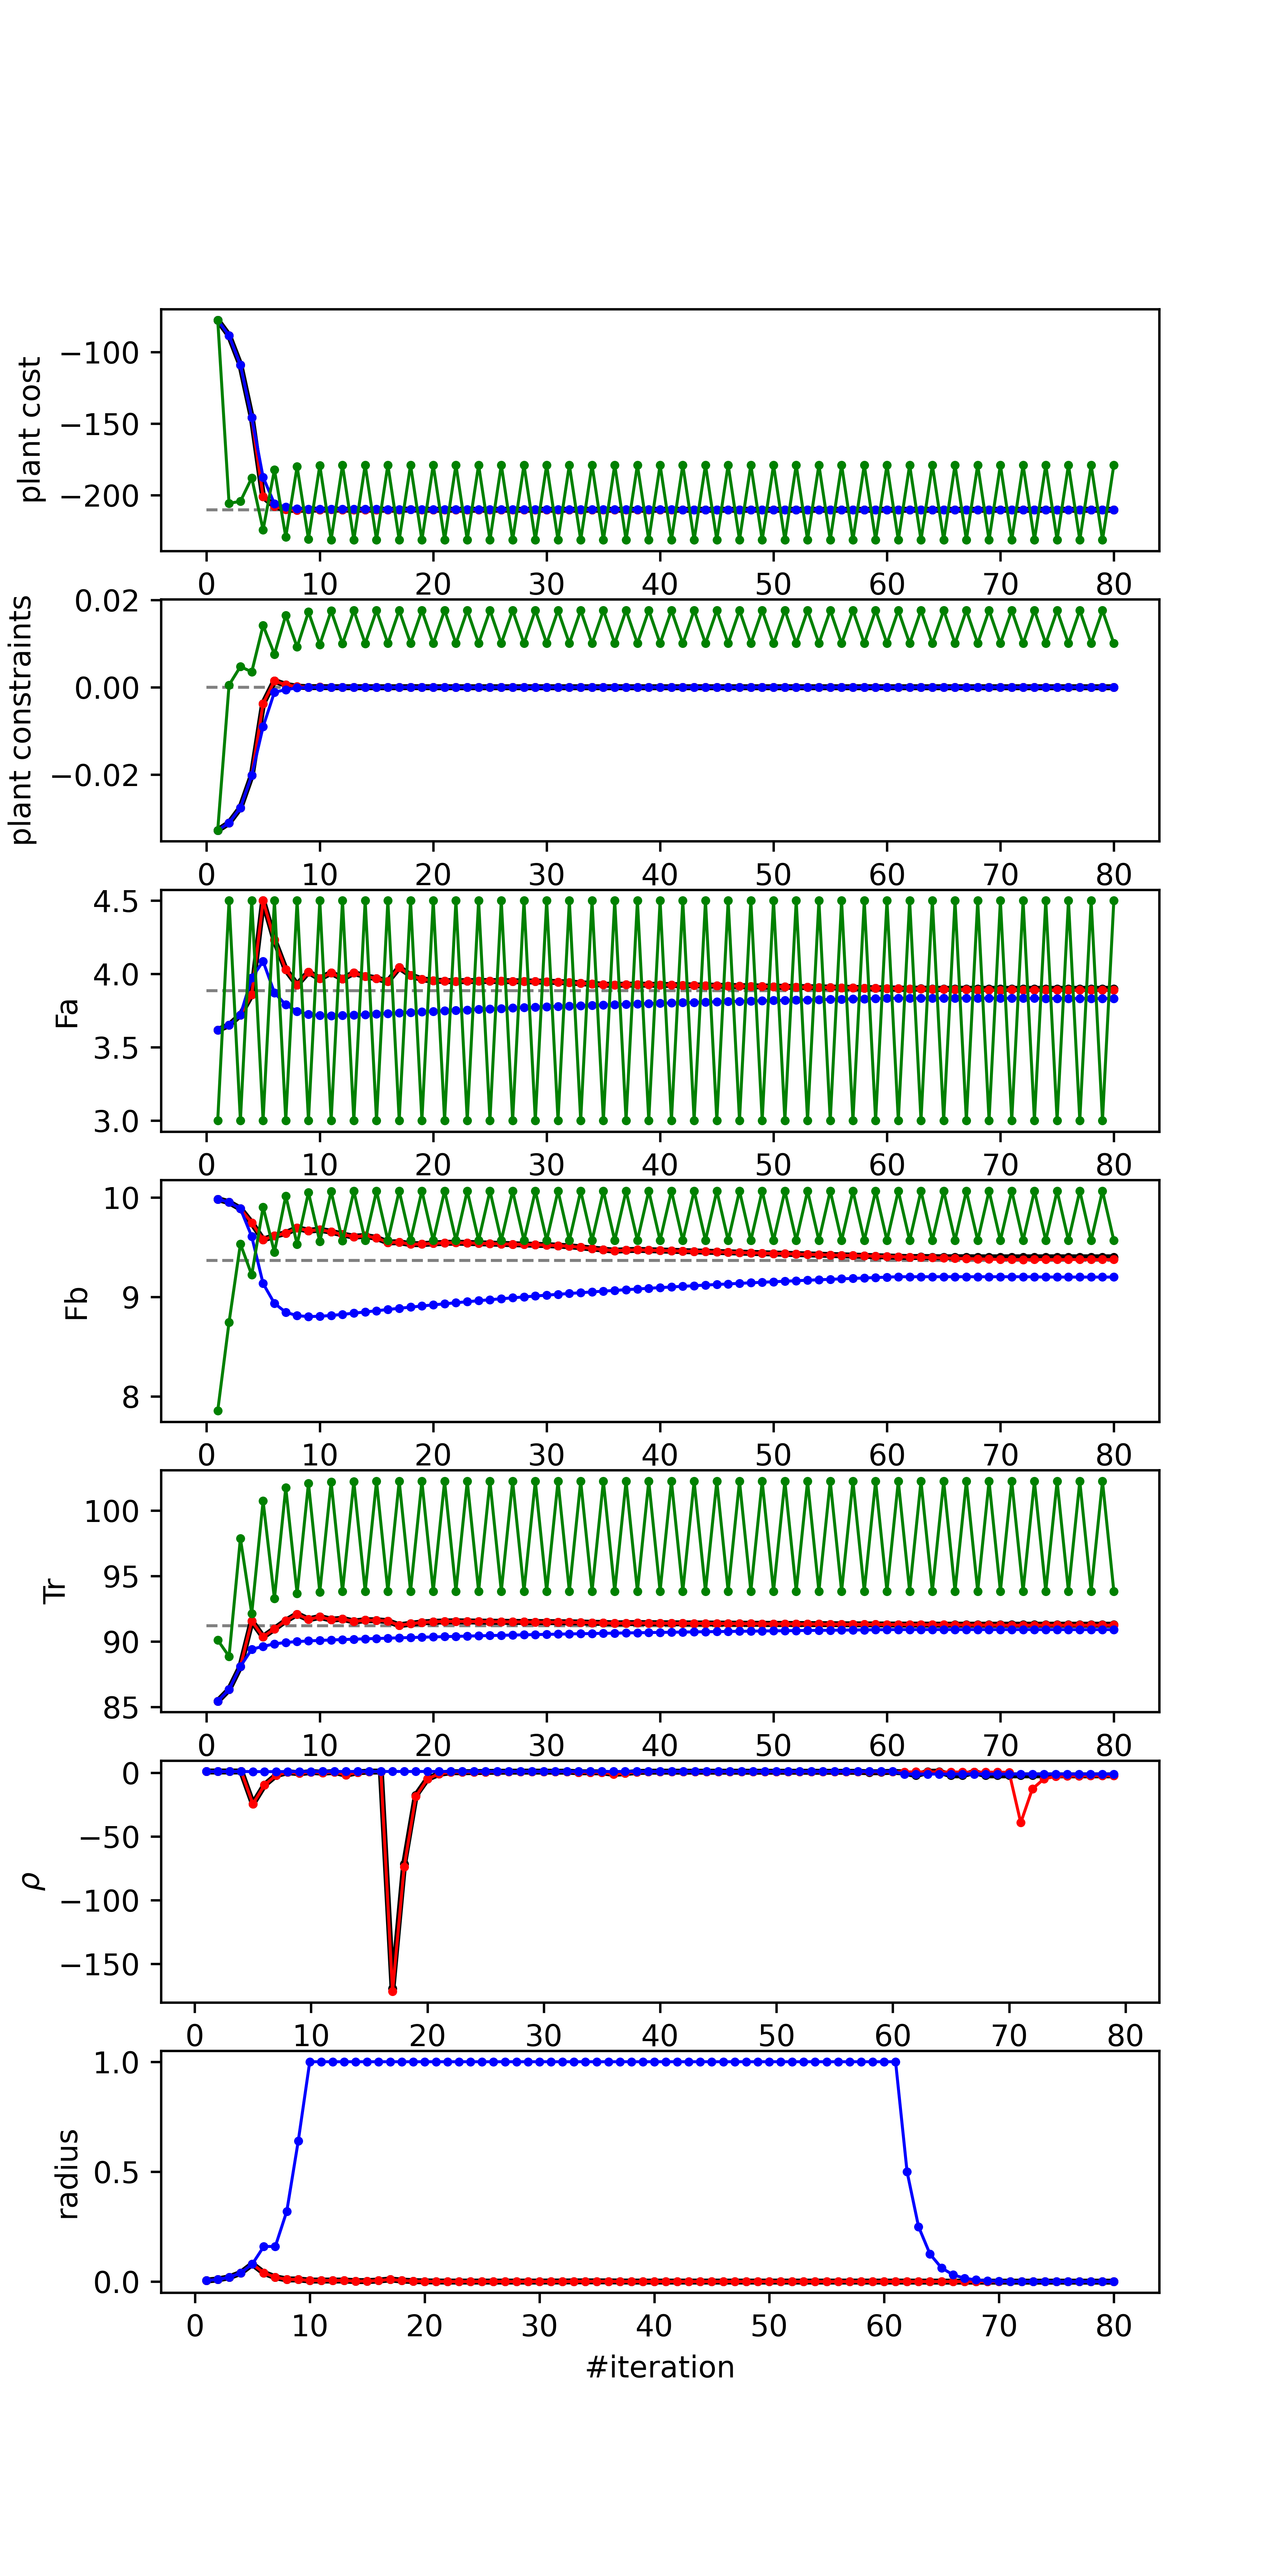 plant cost
−100
−150
−200
0 10 20 30 40 50 60 70 80
plant constraints
0.02
0.00
−0.02
0 10 20 30 40 50 60 70 80
Fa
4.5
4.0
3.5
3.0
0 10 20 30 40 50 60 70 80
Fb
10
9
8
0 10 20 30 40 50 60 70 80
Tr
100
95
90
85
0 10 20 30 40 50 60 70 80
ρ
0
−50
−100
−150
0 10 20 30 40 50 60 70 80
radius
1.0
0.5
0.0
0 10 20 30 40 50 60 70 80
#iteration